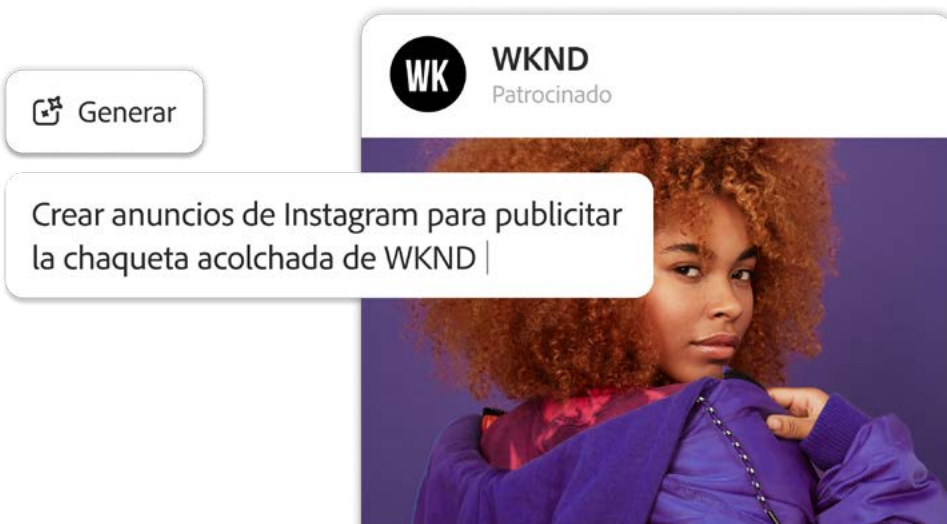 WK
WKND
Patrocinado
Generar
Crear anuncios de Instagram para publicitar
la chaqueta acolchada de WKND